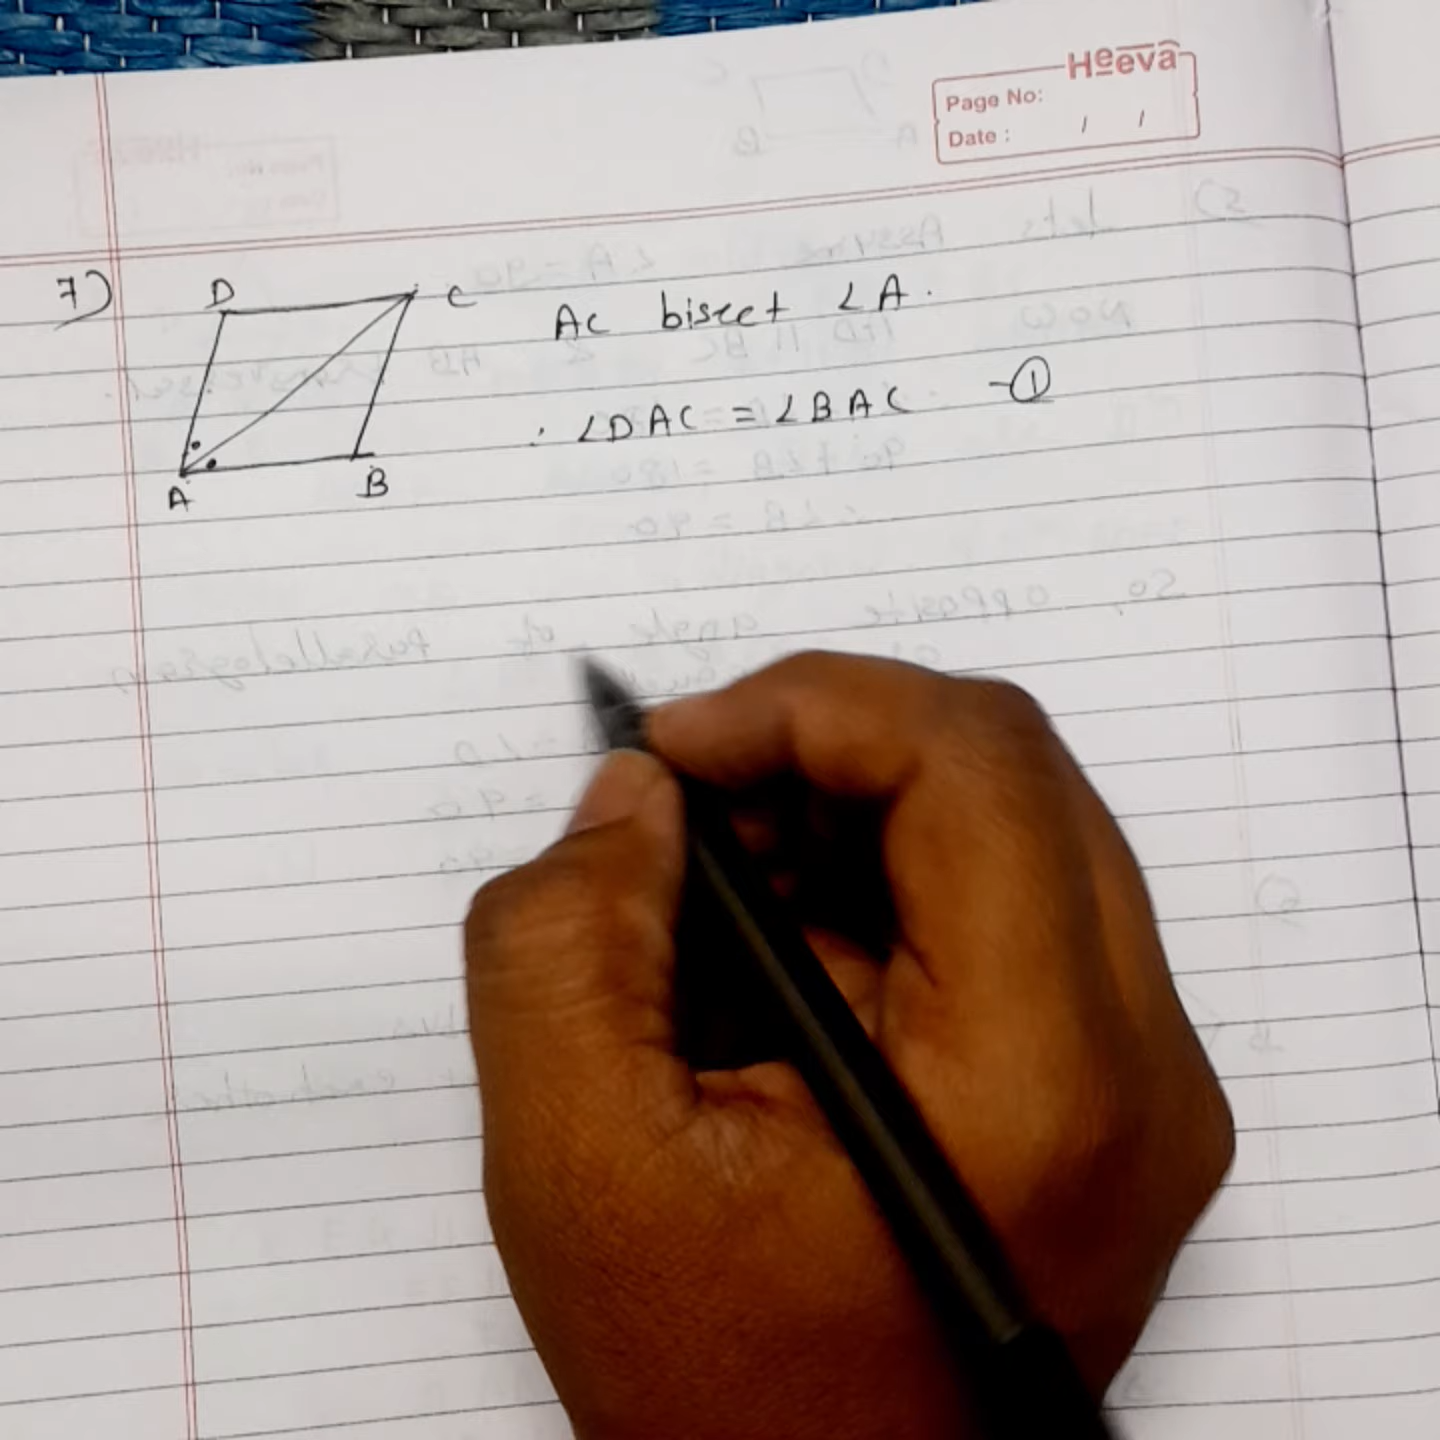 Heeva
Page No:
Date : / /
7)
D C
A B
AC bisect ∠A.
∴ ∠DAC = ∠BAC -①